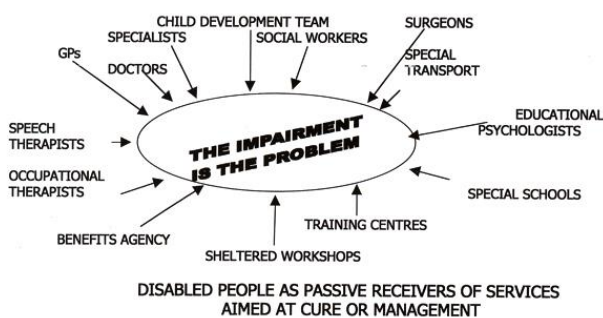 CHILD DEVELOPMENT TEAM
SURGEONS
SPECIALISTS
SOCIAL WORKERS
GPs
SPECIAL
TRANSPORT
DOCTORS
EDUCATIONAL
PSYCHOLOGISTS
SPEECH
THERAPISTS
THE IMPAIRMENT
IS THE PROBLEM
OCCUPATIONAL
THERAPISTS
SPECIAL SCHOOLS
TRAINING CENTRES
BENEFITS AGENCY
SHELTERED WORKSHOPS
DISABLED PEOPLE AS PASSIVE RECEIVERS OF SERVICES
AIMED AT CURE OR MANAGEMENT